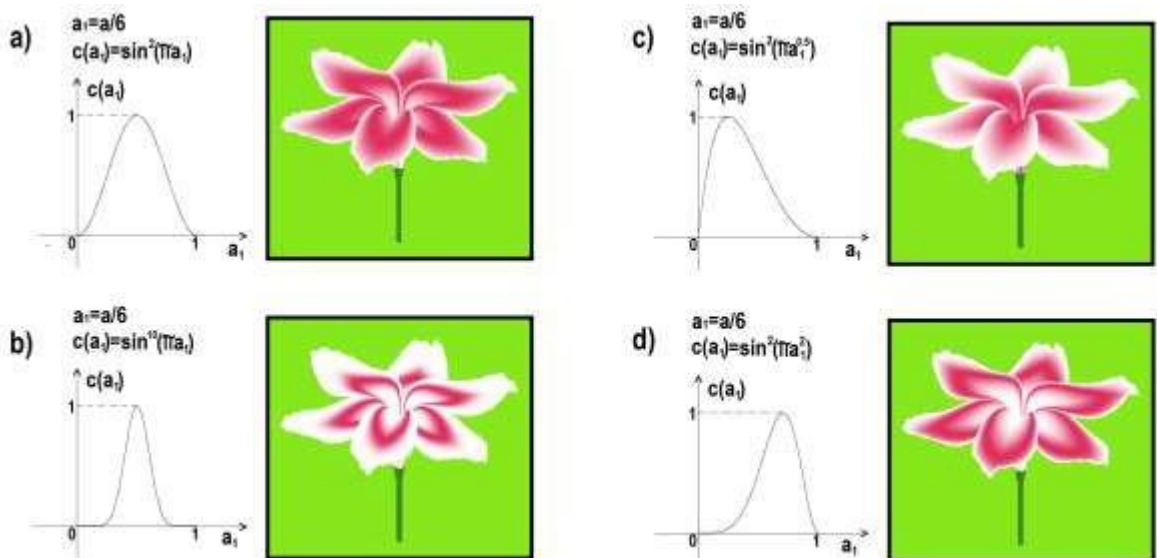 a)
a₁=a/6
c(a₁)=sin²(πa₁)
c(a₁)
1
0
1
a₁
b)
a₁=a/6
c(a₁)=sin¹⁰(πa₁)
c(a₁)
1
0
1
a₁
c)
a₁=a/6
c(a₁)=sin²(πa₁⁰·⁵)
c(a₁)
1
0
1
a₁
d)
a₁=a/6
c(a₁)=sin²(πa₁²)
c(a₁)
1
0
1
a₁